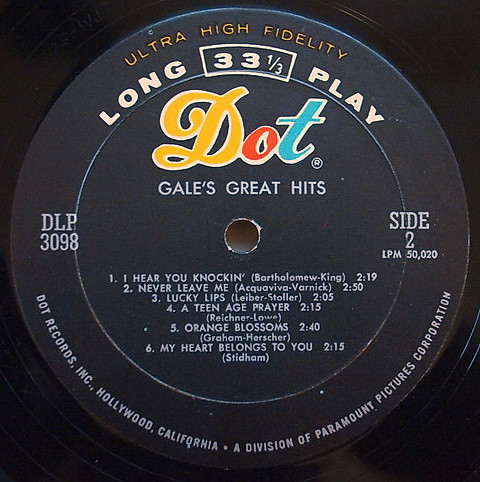 ULTRA HIGH FIDELITY
LONG 33 1/3 PLAY
Dot®
GALE'S GREAT HITS
DLP
3098
SIDE
2
LPM 50,020
1. I HEAR YOU KNOCKIN' (Bartholomew-King) 2:19
2. NEVER LEAVE ME (Acquaviva-Varnick) 2:50
3. LUCKY LIPS (Leiber-Stoller) 2:05
4. A TEEN AGE PRAYER 2:15
(Reichner-Lowe)
5. ORANGE BLOSSOMS 2:40
(Graham-Herscher)
6. MY HEART BELONGS TO YOU 2:15
(Stidham)
DOT RECORDS, INC., HOLLYWOOD, CALIFORNIA • A DIVISION OF PARAMOUNT PICTURES CORPORATION